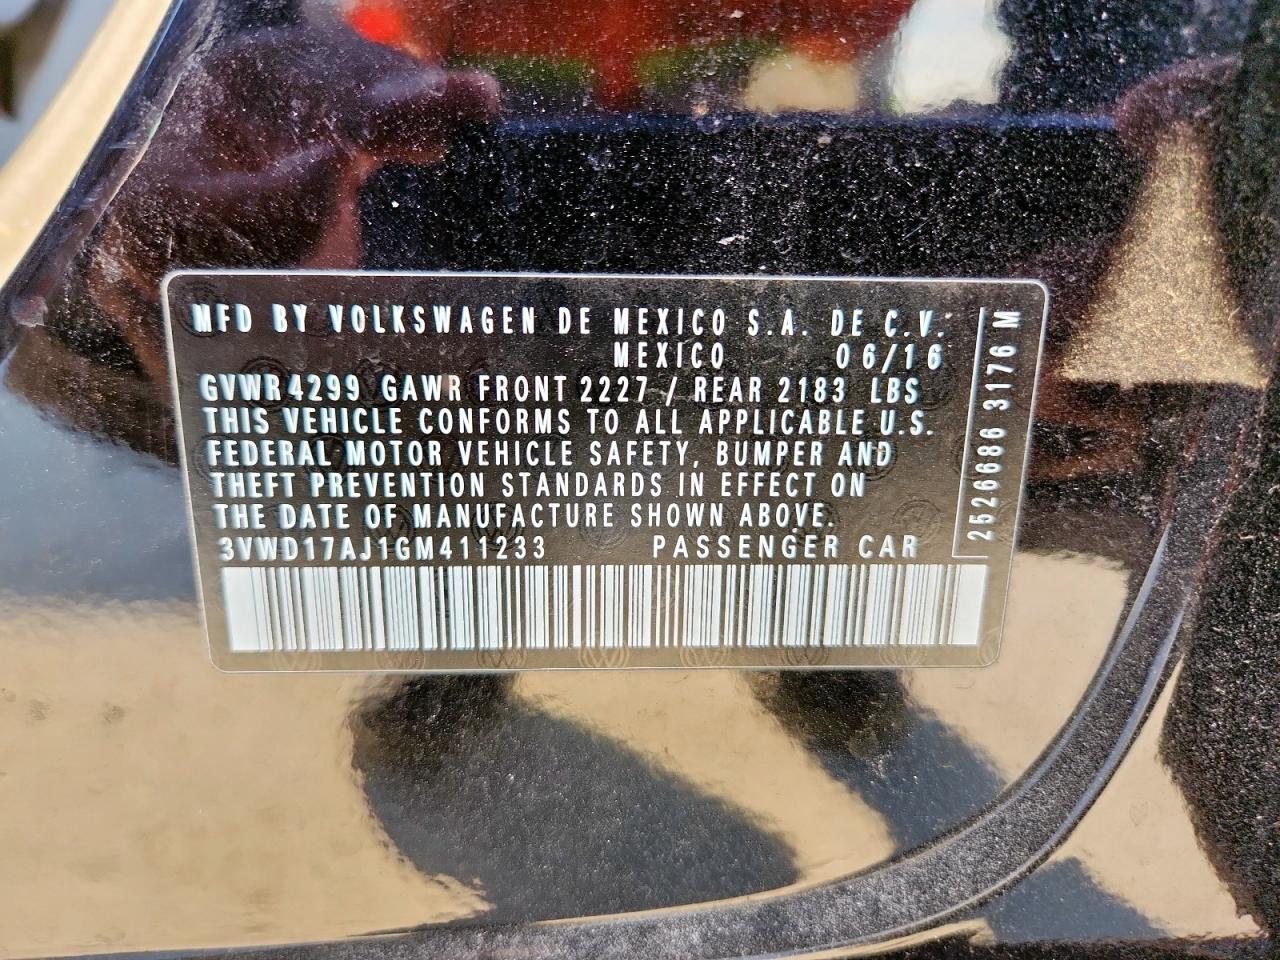 MFD BY VOLKSWAGEN DE MEXICO S.A. DE C.V.
MEXICO 06/16
GVWR 4299 GAWR FRONT 2227 / REAR 2183 LBS
THIS VEHICLE CONFORMS TO ALL APPLICABLE U.S.
FEDERAL MOTOR VEHICLE SAFETY, BUMPER AND
THEFT PREVENTION STANDARDS IN EFFECT ON
THE DATE OF MANUFACTURE SHOWN ABOVE.
3VWD17AJ1GM411233 PASSENGER CAR
2526686 3176 M